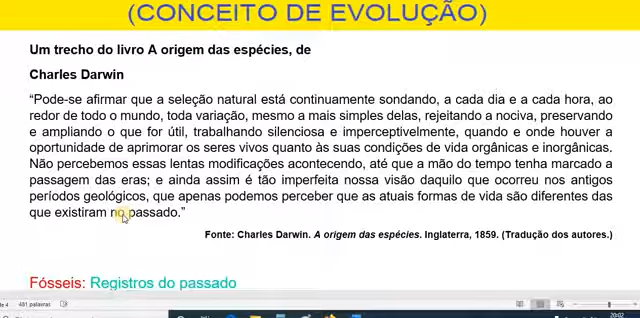 (CONCEITO DE EVOLUÇÃO)
Um trecho do livro A origem das espécies, de
Charles Darwin
“Pode-se afirmar que a seleção natural está continuamente sondando, a cada dia e a cada hora, ao
redor de todo o mundo, toda variação, mesmo a mais simples delas, rejeitando a nociva, preservando
e ampliando o que for útil, trabalhando silenciosa e imperceptivelmente, quando e onde houver a
oportunidade de aprimorar os seres vivos quanto às suas condições de vida orgânicas e inorgânicas.
Não percebemos essas lentas modificações acontecendo, até que a mão do tempo tenha marcado a
passagem das eras; e ainda assim é tão imperfeita nossa visão daquilo que ocorreu nos antigos
períodos geológicos, que apenas podemos perceber que as atuais formas de vida são diferentes das
que existiram no passado.”
Fonte: Charles Darwin. A origem das espécies. Inglaterra, 1859. (Tradução dos autores.)
Fósseis: Registros do passado
de 4 481 palavras
20:02